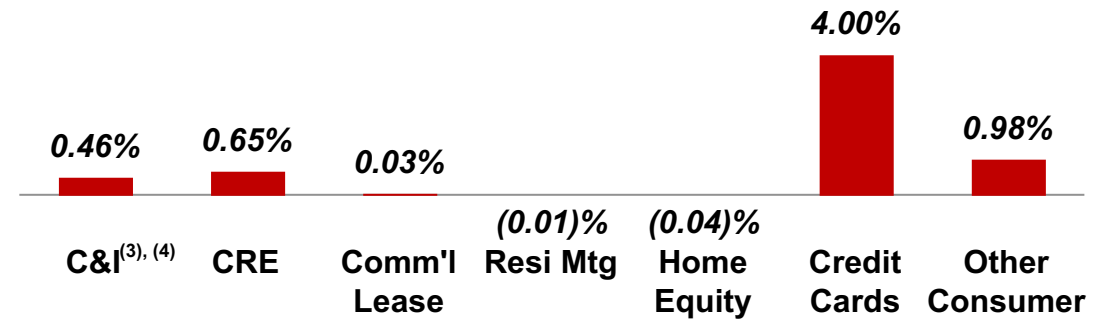 4.00%
0.46%
0.65%
0.03%
0.98%
(0.01)%
(0.04)%
C&I(3), (4)
CRE
Comm'l
Lease
Resi Mtg
Home
Equity
Credit
Cards
Other
Consumer